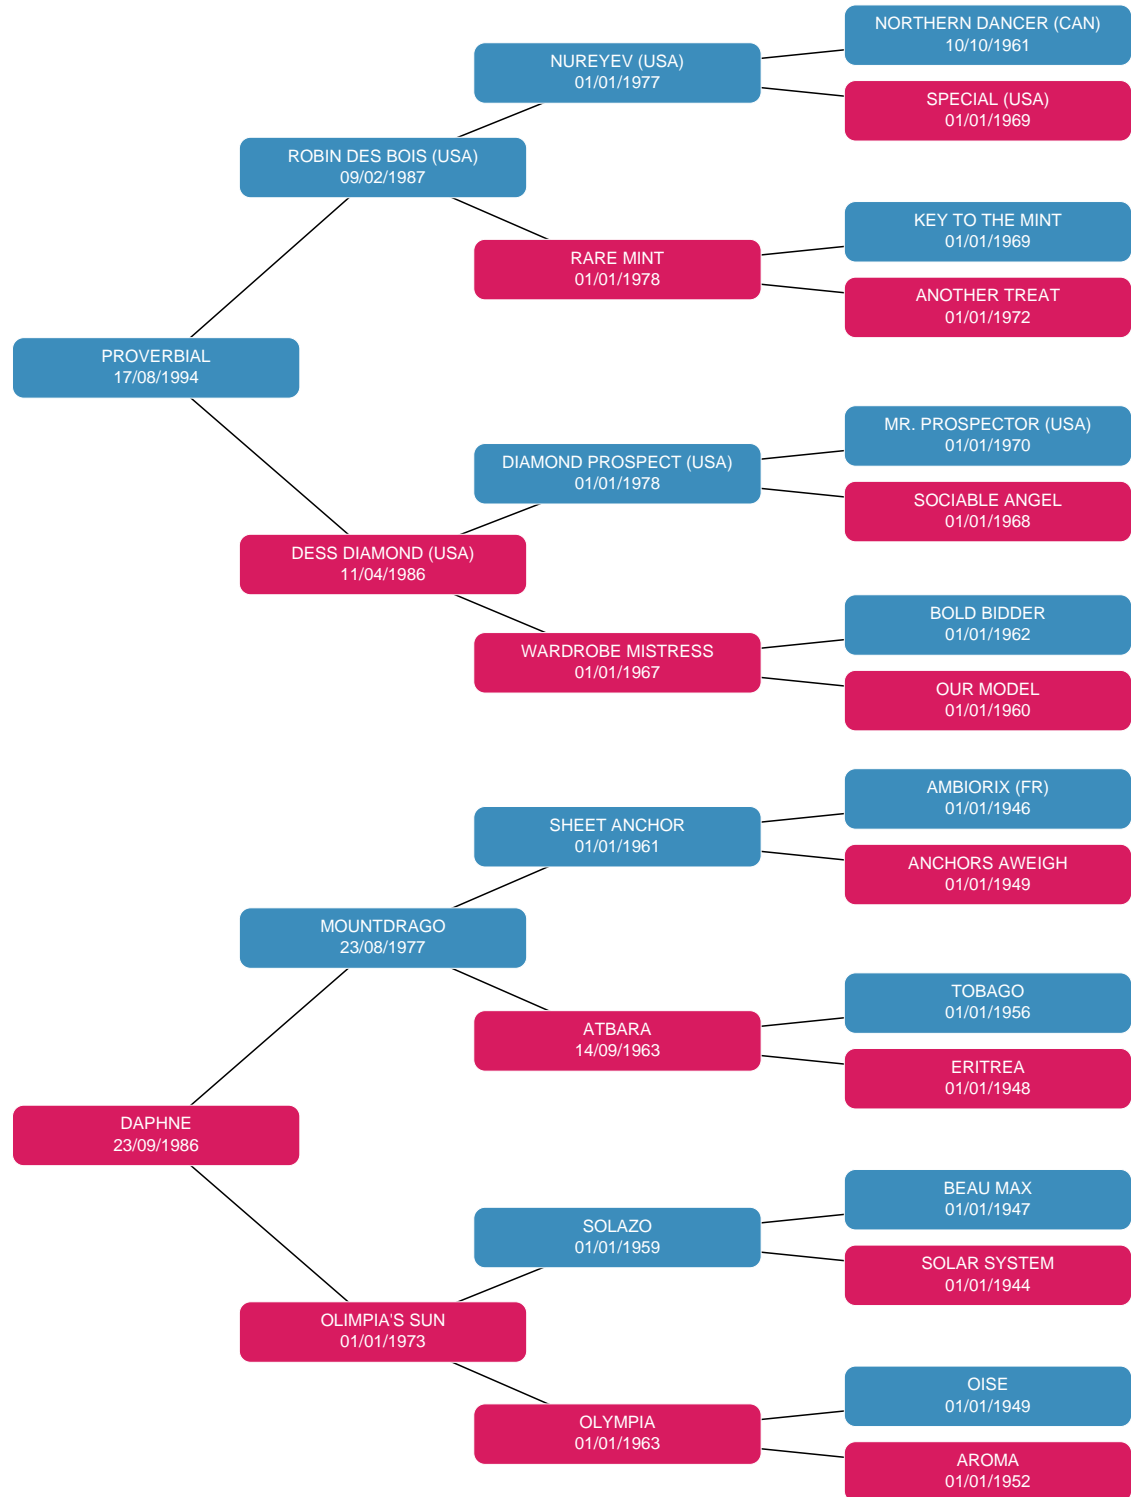 NORTHERN DANCER (CAN)
10/10/1961
NUREYEV (USA)
01/01/1977
SPECIAL (USA)
01/01/1969
ROBIN DES BOIS (USA)
09/02/1987
KEY TO THE MINT
01/01/1969
RARE MINT
01/01/1978
ANOTHER TREAT
01/01/1972
PROVERBIAL
17/08/1994
MR. PROSPECTOR (USA)
01/01/1970
DIAMOND PROSPECT (USA)
01/01/1978
SOCIABLE ANGEL
01/01/1968
DESS DIAMOND (USA)
11/04/1986
BOLD BIDDER
01/01/1962
WARDROBE MISTRESS
01/01/1967
OUR MODEL
01/01/1960
AMBIORIX (FR)
01/01/1946
SHEET ANCHOR
01/01/1961
ANCHORS AWEIGH
01/01/1949
MOUNTDRAGO
23/08/1977
TOBAGO
01/01/1956
ATBARA
14/09/1963
ERITREA
01/01/1948
DAPHNE
23/09/1986
BEAU MAX
01/01/1947
SOLAZO
01/01/1959
SOLAR SYSTEM
01/01/1944
OLIMPIA'S SUN
01/01/1973
OISE
01/01/1949
OLYMPIA
01/01/1963
AROMA
01/01/1952